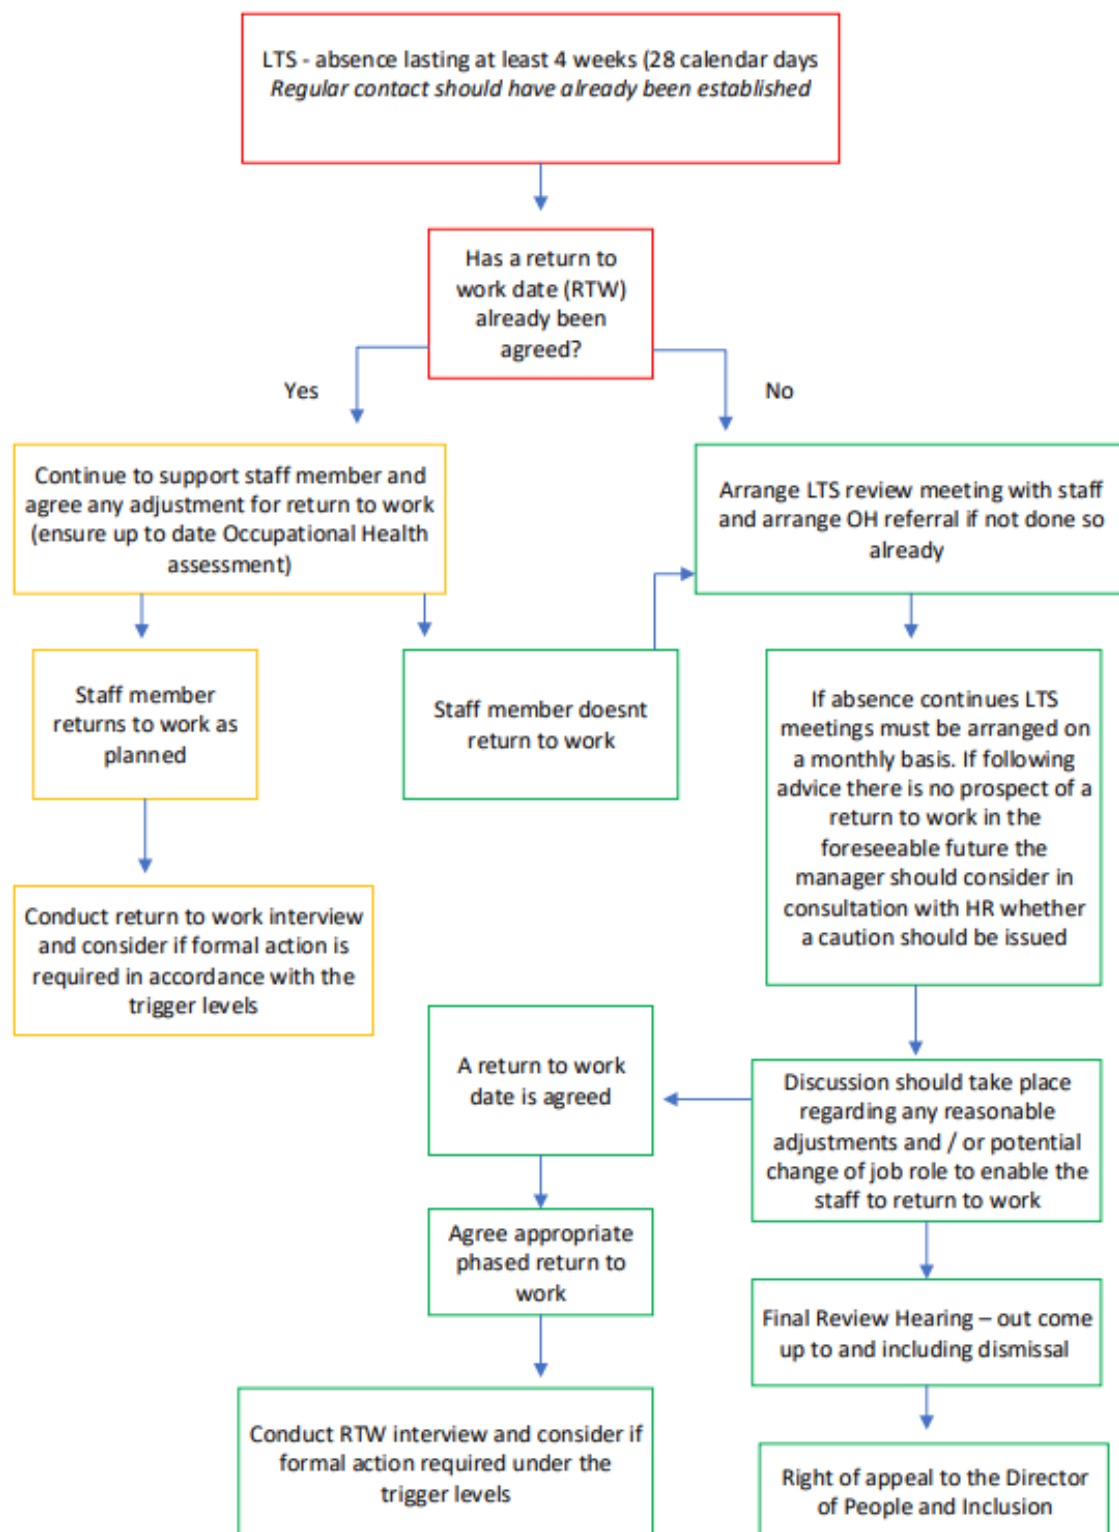 LTS - absence lasting at least 4 weeks (28 calendar days
Regular contact should have already been established
Has a return to
work date (RTW)
already been
agreed?
Yes
No
Continue to support staff member and
agree any adjustment for return to work
(ensure up to date Occupational Health
assessment)
Arrange LTS review meeting with staff
and arrange OH referral if not done so
already
Staff member
returns to work as
planned
Staff member doesnt
return to work
If absence continues LTS
meetings must be arranged on
a monthly basis. If following
advice there is no prospect of a
return to work in the
foreseeable future the
manager should consider in
consultation with HR whether
a caution should be issued
Conduct return to work interview
and consider if formal action is
required in accordance with the
trigger levels
A return to work
date is agreed
Discussion should take place
regarding any reasonable
adjustments and / or potential
change of job role to enable the
staff to return to work
Agree appropriate
phased return to
work
Final Review Hearing – out come
up to and including dismissal
Conduct RTW interview and consider if
formal action required under the
trigger levels
Right of appeal to the Director
of People and Inclusion